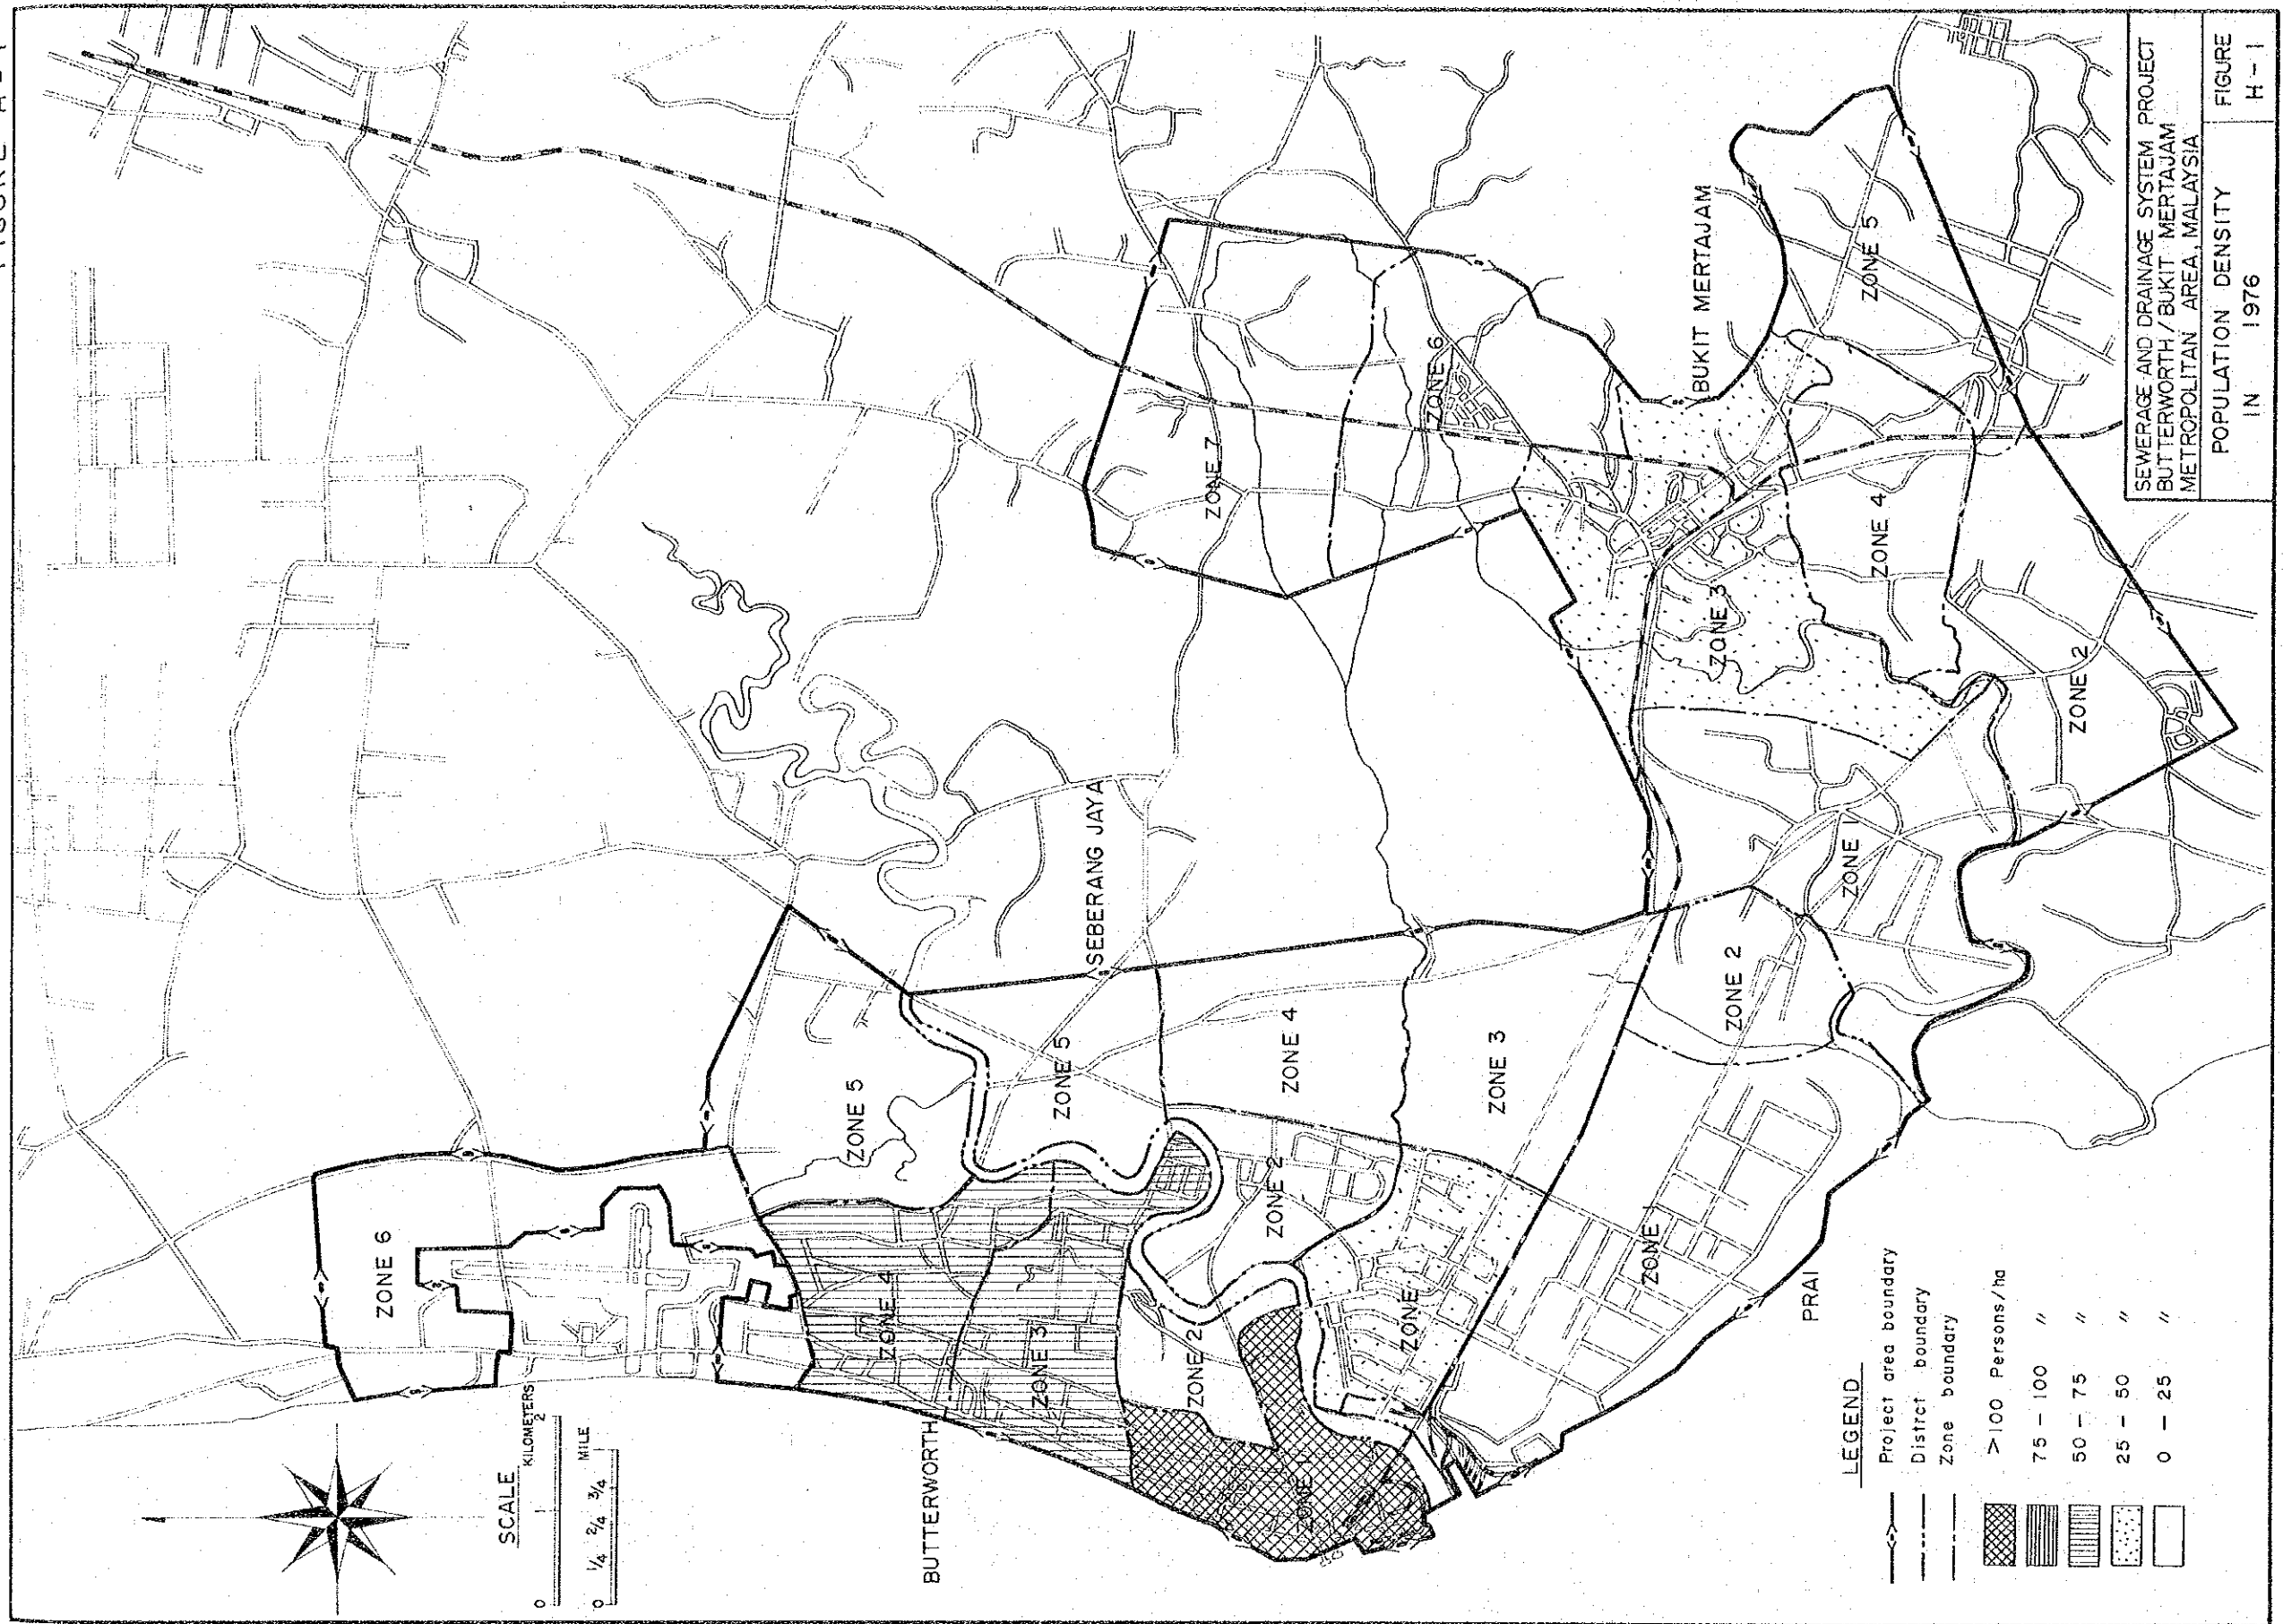 SEWERAGE AND DRAINAGE SYSTEM PROJECT
BUTTERWORTH / BUKIT MERTAJAM
METROPOLITAN AREA, MALAYSIA
POPULATION DENSITY
IN 1976
FIGURE
H - 1
SCALE
KILOMETERS
0 1 2
MILE
0 1/4 2/4 3/4
BUTTERWORTH
ZONE 6
ZONE 5
ZONE 4
ZONE 3
ZONE 2
ZONE 1
SEBERANG JAYA
ZONE 5
ZONE 4
ZONE 3
ZONE 2
ZONE 1
PRAI
ZONE 2
ZONE 1
BUKIT MERTAJAM
ZONE 7
ZONE 6
ZONE 5
ZONE 4
ZONE 3
ZONE 2
ZONE 1
LEGEND
Project area boundary
Distirct boundary
Zone boundary
>100 Persons/ha
75 - 100 "
50 - 75 "
25 - 50 "
0 - 25 "